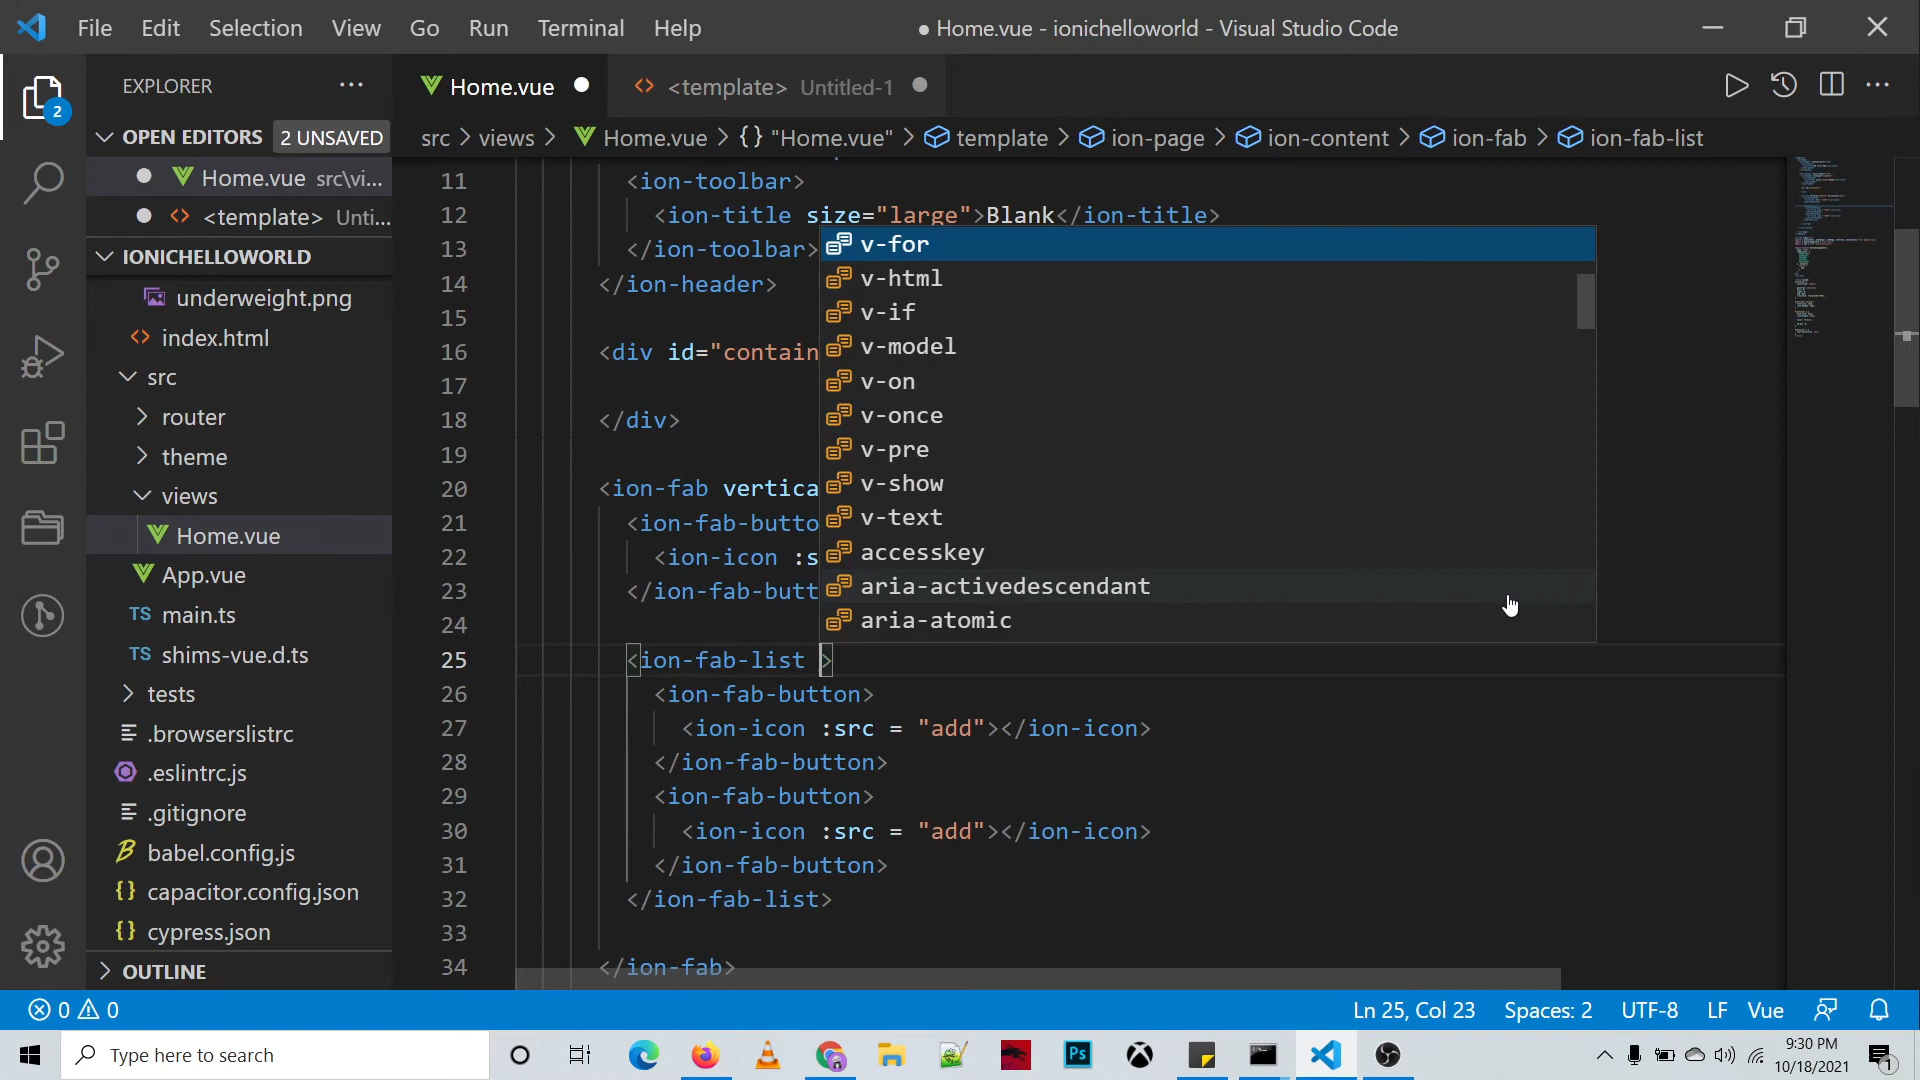 File Edit Selection View Go Run Terminal Help
● Home.vue - ionichelloworld - Visual Studio Code
EXPLORER
Home.vue
<template> Untitled-1
OPEN EDITORS 2 UNSAVED
src > views > Home.vue > {} "Home.vue" > template > ion-page > ion-content > ion-fab > ion-fab-list
2
Home.vue src\vi...
<template> Unti...
IONICHELLOWORLD
underweight.png
index.html
src
router
theme
views
Home.vue
App.vue
TS main.ts
TS shims-vue.d.ts
tests
.browserslistrc
.eslintrc.js
.gitignore
babel.config.js
{} capacitor.config.json
{} cypress.json
OUTLINE
11 <ion-toolbar>
12 <ion-title size="large">Blank</ion-title>
13 </ion-toolbar>
14 </ion-header>
15
16 <div id="contain
17
18 </div>
19
20 <ion-fab vertica
21 <ion-fab-butto
22 <ion-icon :s
23 </ion-fab-butt
24
25 <ion-fab-list >
26 <ion-fab-button>
27 <ion-icon :src = "add"></ion-icon>
28 </ion-fab-button>
29 <ion-fab-button>
30 <ion-icon :src = "add"></ion-icon>
31 </ion-fab-button>
32 </ion-fab-list>
33
34 </ion-fab>
v-for
v-html
v-if
v-model
v-on
v-once
v-pre
v-show
v-text
accesskey
aria-activedescendant
aria-atomic
0 0
Ln 25, Col 23 Spaces: 2 UTF-8 LF Vue
Type here to search
Ps
9:30 PM
10/18/2021
1